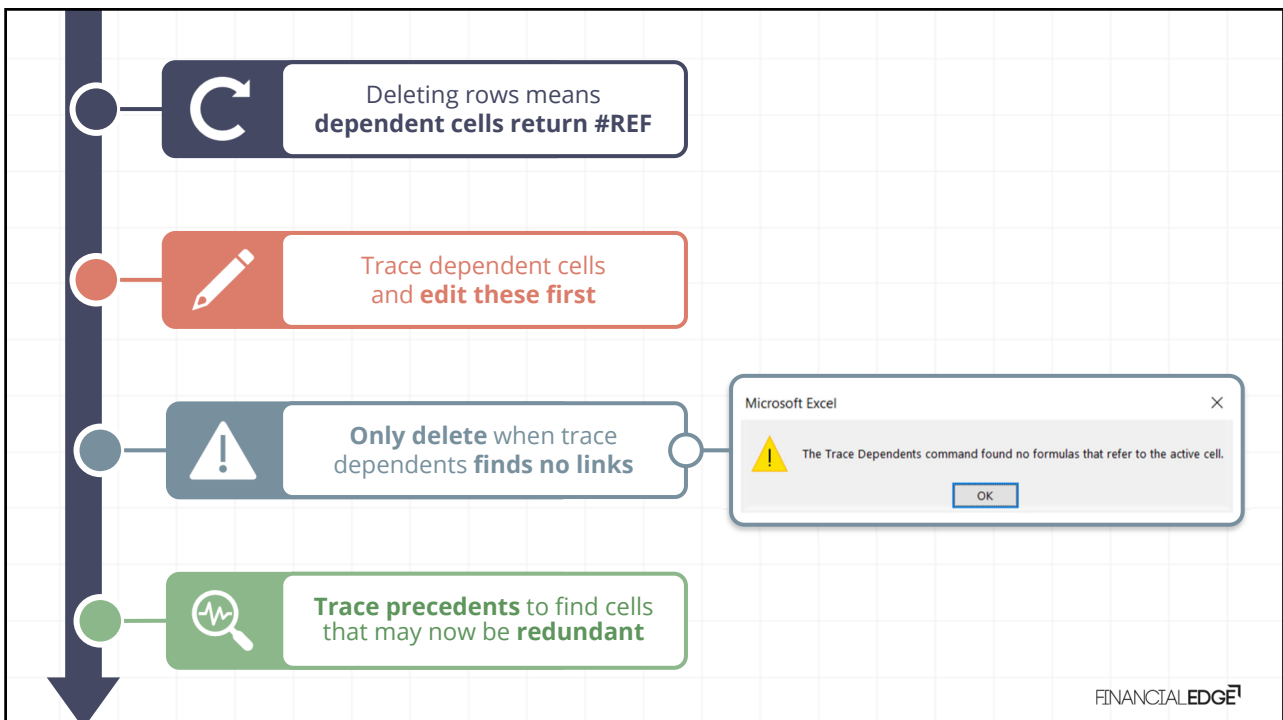 Deleting rows means
dependent cells return #REF
Trace dependent cells
and edit these first
Only delete when trace
dependents finds no links
Microsoft Excel
The Trace Dependents command found no formulas that refer to the active cell.
OK
Trace precedents to find cells
that may now be redundant
FINANCIALEDGE